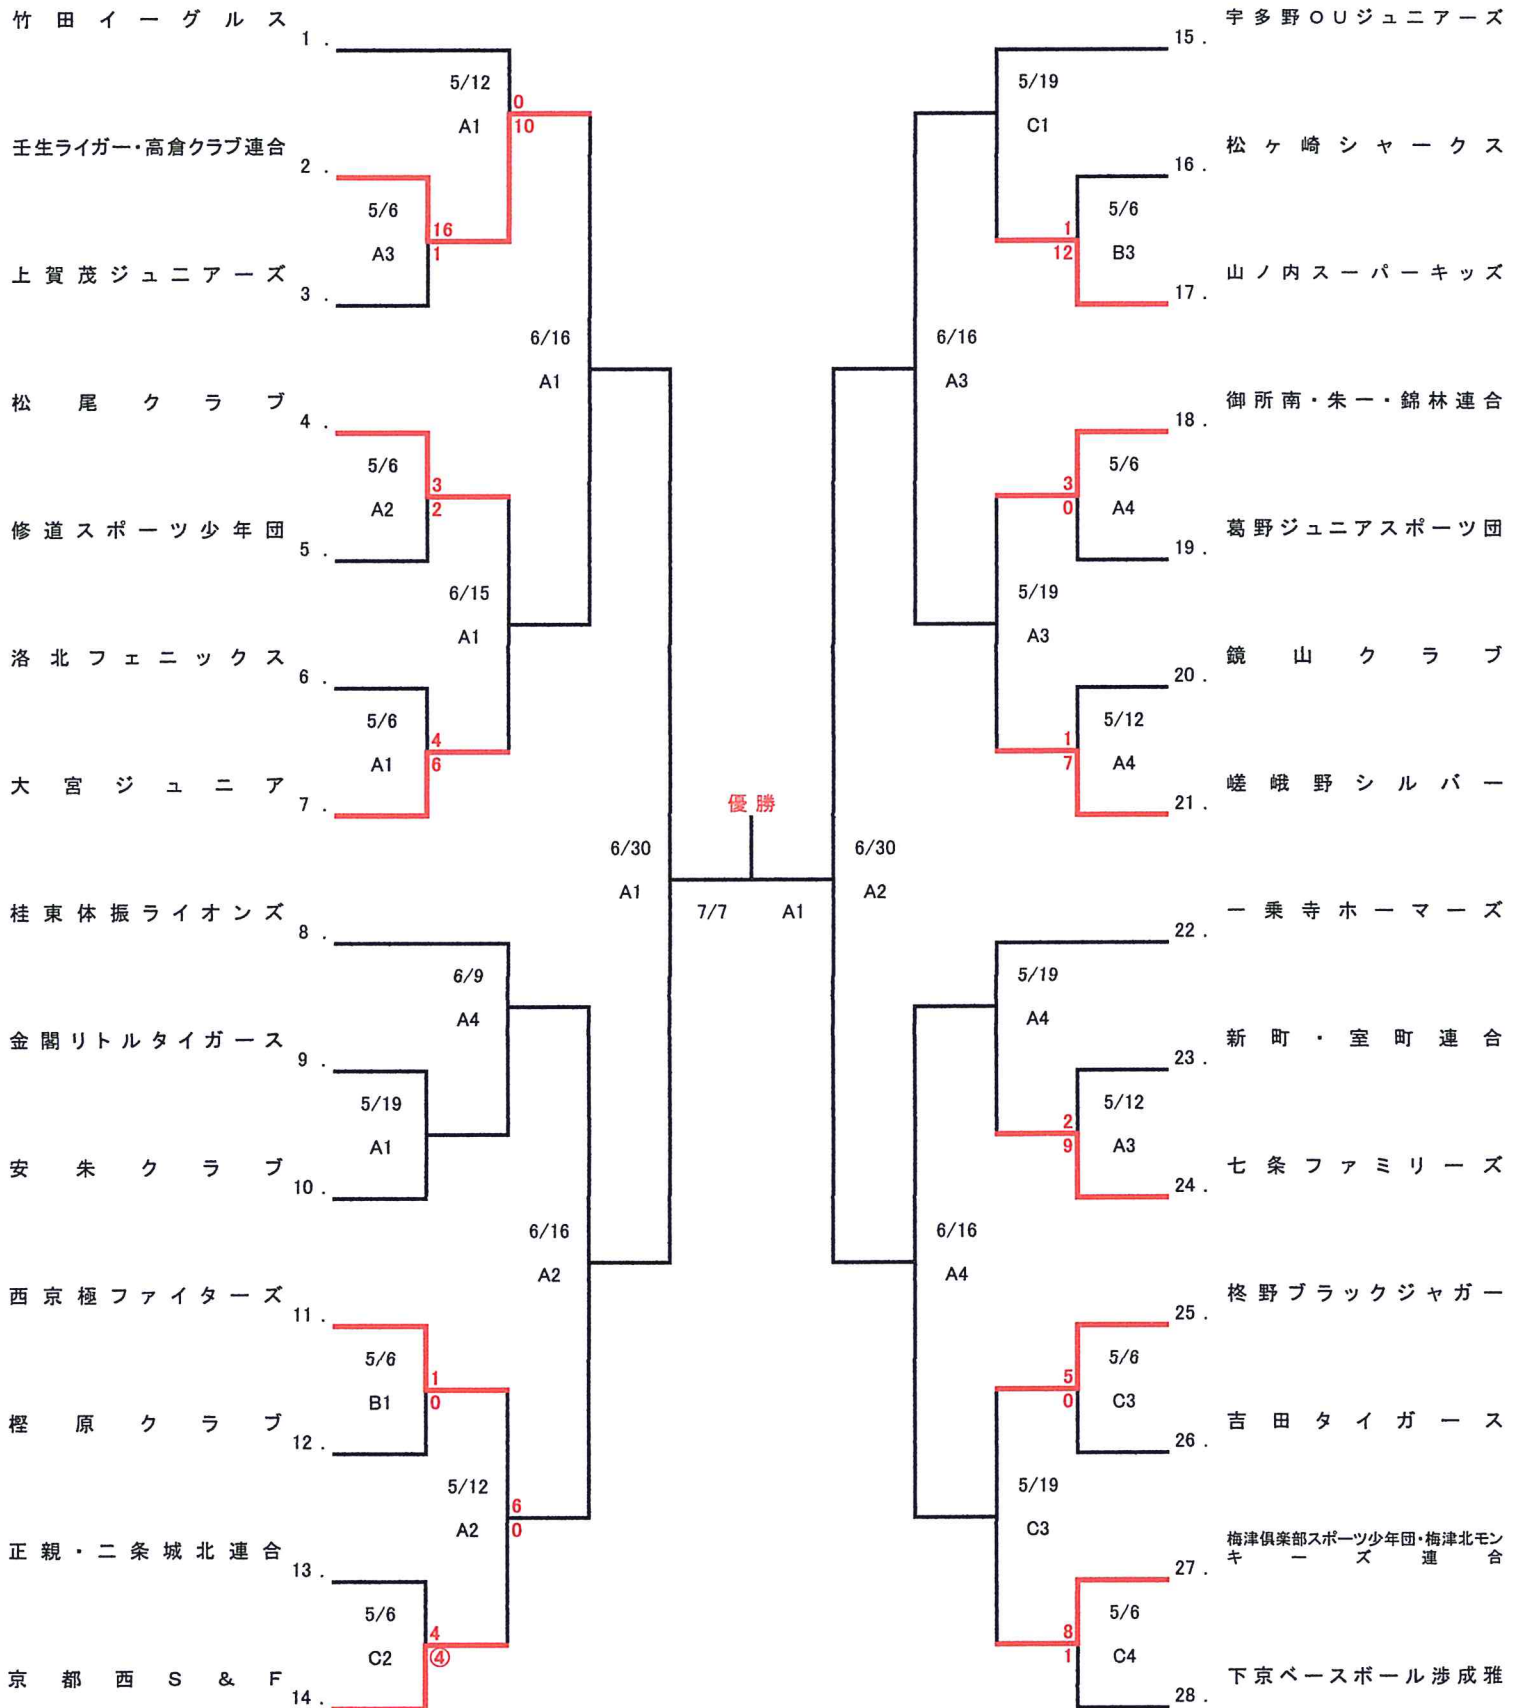 竹田イーグルス
1.
5/12
A1
0
10
壬生ライガー・高倉クラブ連合
2.
5/6
A3
16
1
上賀茂ジュニアーズ
3.
6/16
A1
松尾クラブ
4.
5/6
A2
3
2
修道スポーツ少年団
5.
6/15
A1
洛北フェニックス
6.
5/6
A1
4
6
大宮ジュニア
7.
6/30
A1
桂東体振ライオンズ
8.
6/9
A4
金閣リトルタイガース
9.
5/19
A1
安朱クラブ
10.
6/16
A2
西京極ファイターズ
11.
5/6
B1
1
0
樫原クラブ
12.
5/12
A2
6
0
正親・二条城北連合
13.
5/6
C2
4
④
京都西S&F
14.
優勝
7/7 A1
宇多野OUジュニアーズ
15.
5/19
C1
松ヶ崎シャークス
16.
5/6
B3
1
12
山ノ内スーパーキッズ
17.
6/16
A3
御所南・朱一・錦林連合
18.
5/6
A4
3
0
葛野ジュニアスポーツ団
19.
5/19
A3
鏡山クラブ
20.
5/12
A4
1
7
嵯峨野シルバー
21.
6/30
A2
一乗寺ホーマーズ
22.
5/19
A4
新町・室町連合
23.
5/12
A3
2
9
七条ファミリーズ
24.
6/16
A4
柊野ブラックジャガー
25.
5/6
C3
5
0
吉田タイガース
26.
5/19
C3
梅津俱楽部スポーツ少年団・梅津北モン
キーズ連合
27.
5/6
C4
8
1
下京ベースボール渉成雅
28.